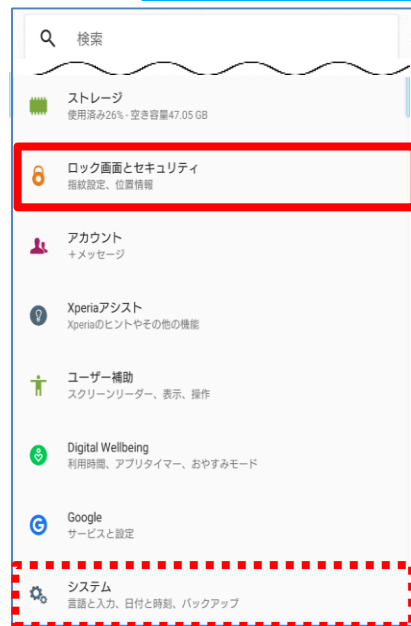 検索
ストレージ
使用済み26% - 空き容量47.05 GB
ロック画面とセキュリティ
指紋設定、位置情報
アカウント
+メッセージ
Xperiaアシスト
Xperiaのヒントやその他の機能
ユーザー補助
スクリーンリーダー、表示、操作
Digital Wellbeing
利用時間、アプリタイマー、おやすみモード
Google
サービスと設定
システム
言語と入力、日付と時刻、バックアップ